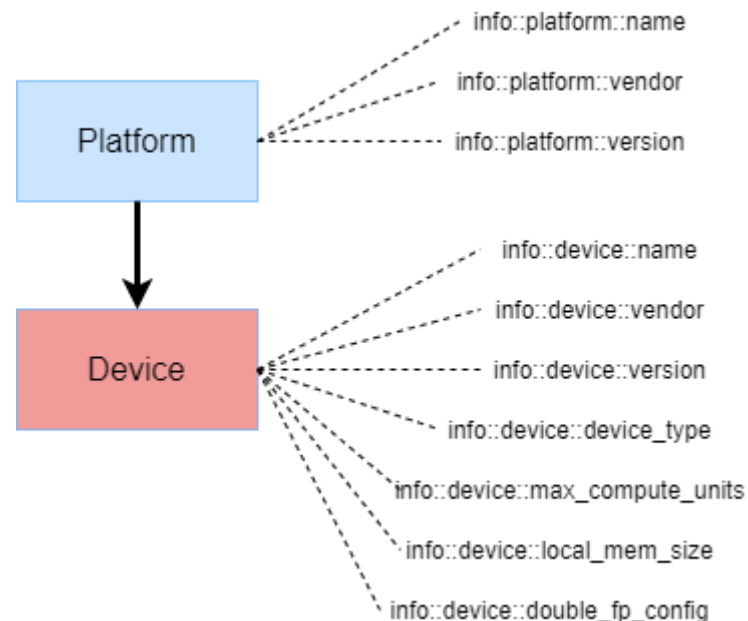 info::platform::name
info::platform::vendor
Platform
info::platform::version
info::device::name
info::device::vendor
Device
info::device::version
info::device::device_type
info::device::max_compute_units
info::device::local_mem_size
info::device::double_fp_config